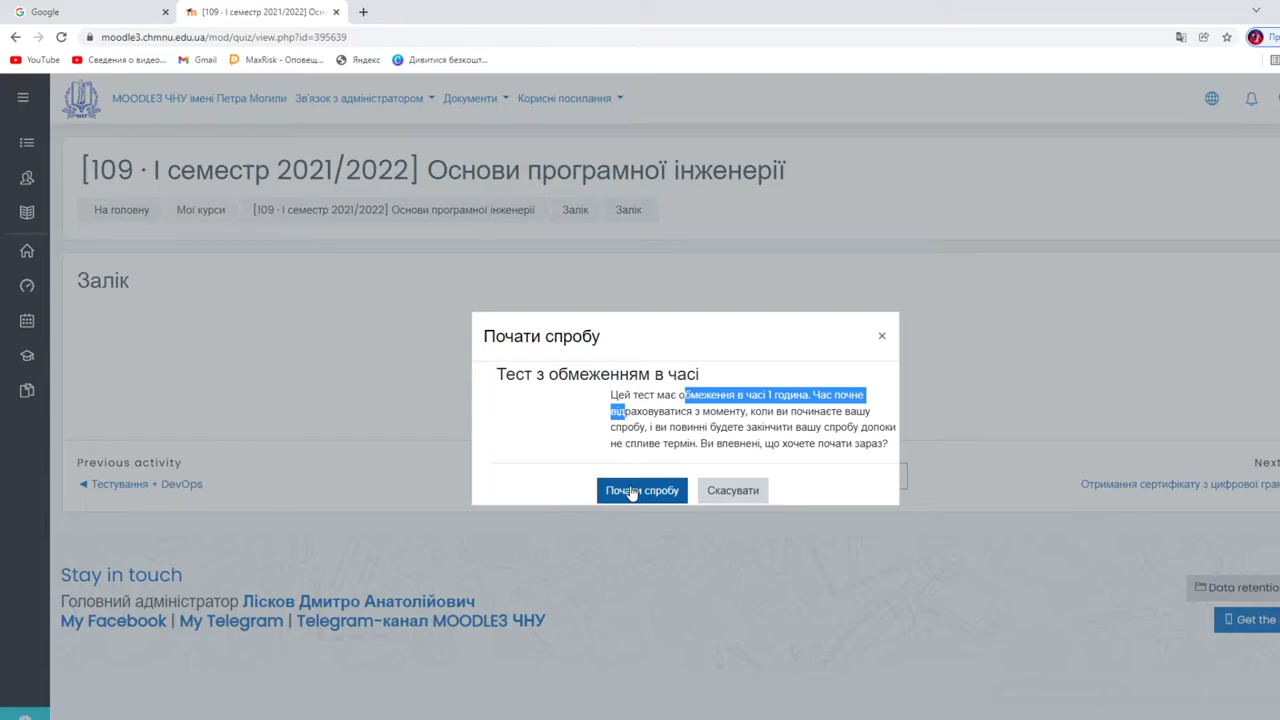 Google
[109 · I семестр 2021/2022] Осн
moodle3.chmnu.edu.ua/mod/quiz/view.php?id=395639
YouTube
Сведения о видео...
Gmail
MaxRisk - Оповещ...
Яндекс
Дивитися безкошт...
MOODLE3 ЧНУ імені Петра Могили
Зв'язок з адміністратором
Документи
Корисні посилання
[109 · I семестр 2021/2022] Основи програмної інженерії
На головну
Мої курси
[109 · I семестр 2021/2022] Основи програмної інженерії
Залік
Залік
Залік
Почати спробу
Тест з обмеженням в часі
Цей тест має обмеження в часі 1 година. Час почне
відраховуватися з моменту, коли ви починаєте вашу
спробу, і ви повинні будете закінчити вашу спробу допоки
не спливе термін. Ви впевнені, що хочете почати зараз?
Почати спробу
Скасувати
Previous activity
◄ Тестування + DevOps
Next
Отримання сертифікату з цифрової грам
Stay in touch
Головний адміністратор Лісков Дмитро Анатолійович
My Facebook | My Telegram | Telegram-канал MOODLE3 ЧНУ
Data retentio
Get the